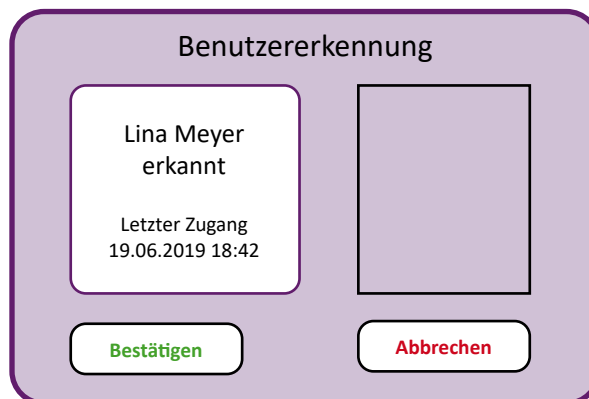 Benutzererkennung
Lina Meyer
erkannt
Letzter Zugang
19.06.2019 18:42
Bestätigen
Abbrechen